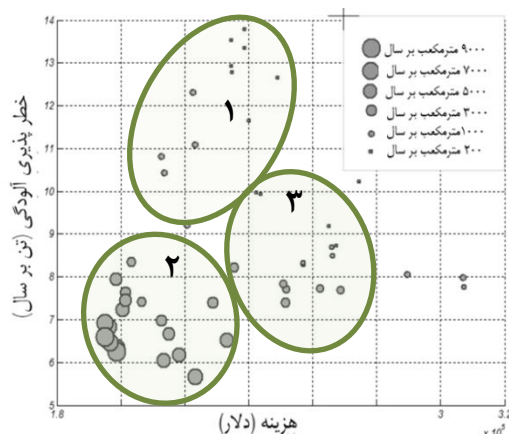 ۹۰۰۰ مترمکعب بر سال
۷۰۰۰ مترمکعب بر سال
۵۰۰۰ مترمکعب بر سال
۳۰۰۰ مترمکعب بر سال
۱۰۰۰مترمکعب بر سال
۲۰۰ مترمکعب بر سال
خطر پذیری آلودگی (تن بر سال)
14
13
12
11
10
9
8
7
6
5
۱
۲
۳
1.8
3
3.2
هزینه (دلار)
× 10⁵